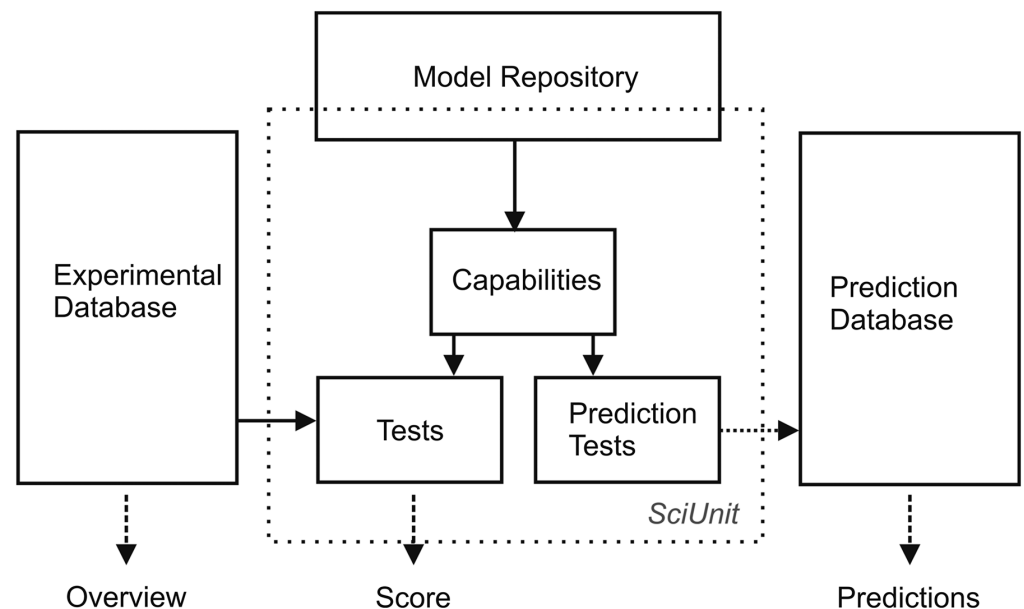 Model Repository
Experimental
Database
Capabilities
Prediction
Database
Tests
Prediction
Tests
SciUnit
Overview
Score
Predictions